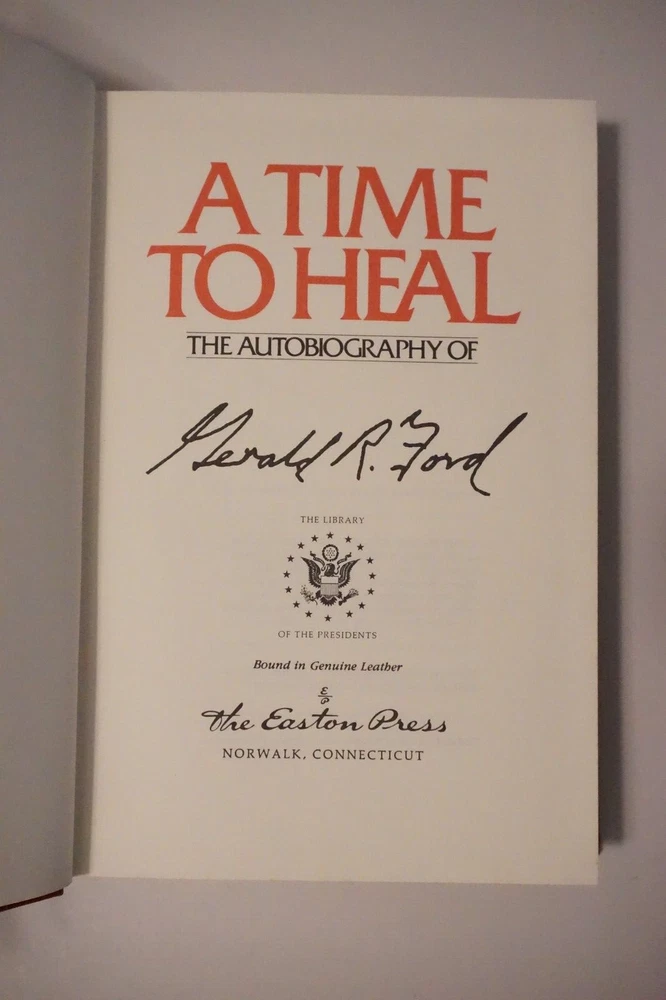 A TIME
TO HEAL
THE AUTOBIOGRAPHY OF
Gerald R. Ford
THE LIBRARY
OF THE PRESIDENTS
Bound in Genuine Leather
E
P
The Easton Press
NORWALK, CONNECTICUT